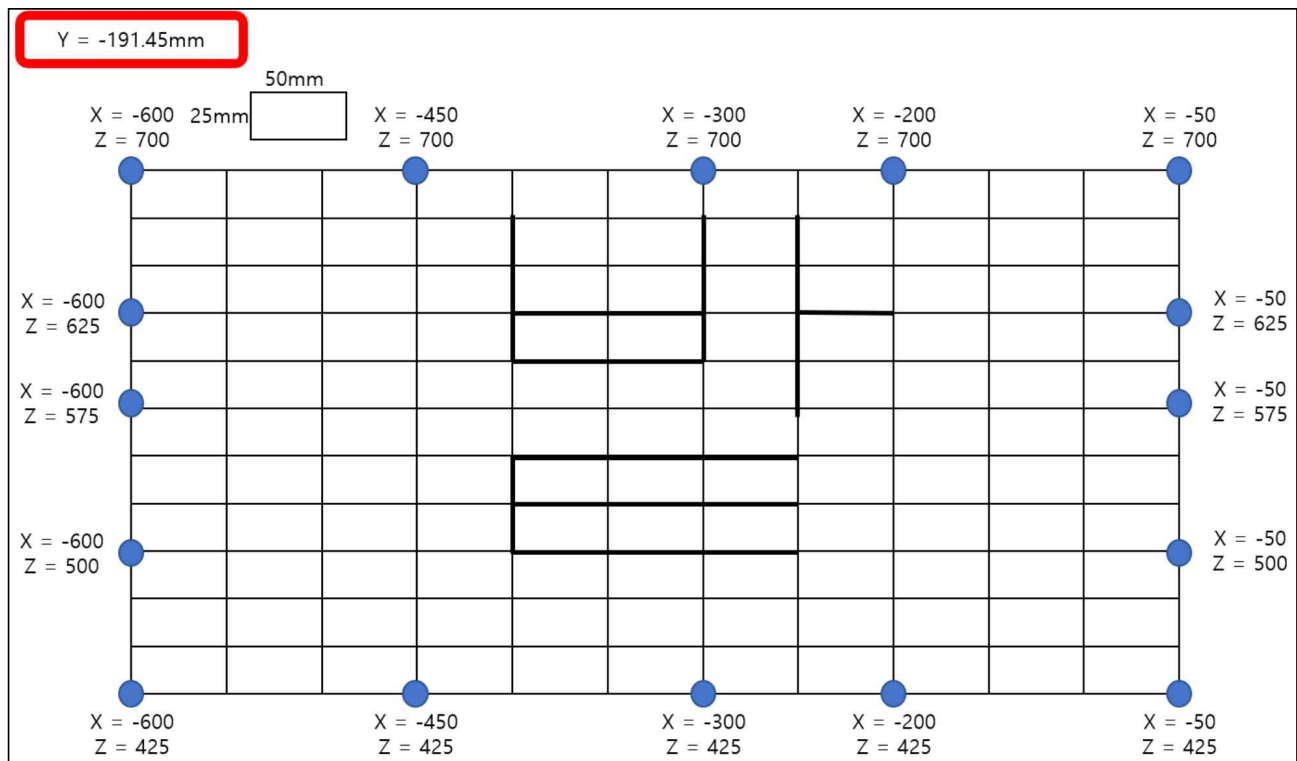 Y = -191.45mm
50mm
25mm
X = -600
Z = 700
X = -450
Z = 700
X = -300
Z = 700
X = -200
Z = 700
X = -50
Z = 700
X = -600
Z = 625
X = -50
Z = 625
밭
X = -600
Z = 575
X = -50
Z = 575
X = -600
Z = 500
X = -50
Z = 500
X = -600
Z = 425
X = -450
Z = 425
X = -300
Z = 425
X = -200
Z = 425
X = -50
Z = 425